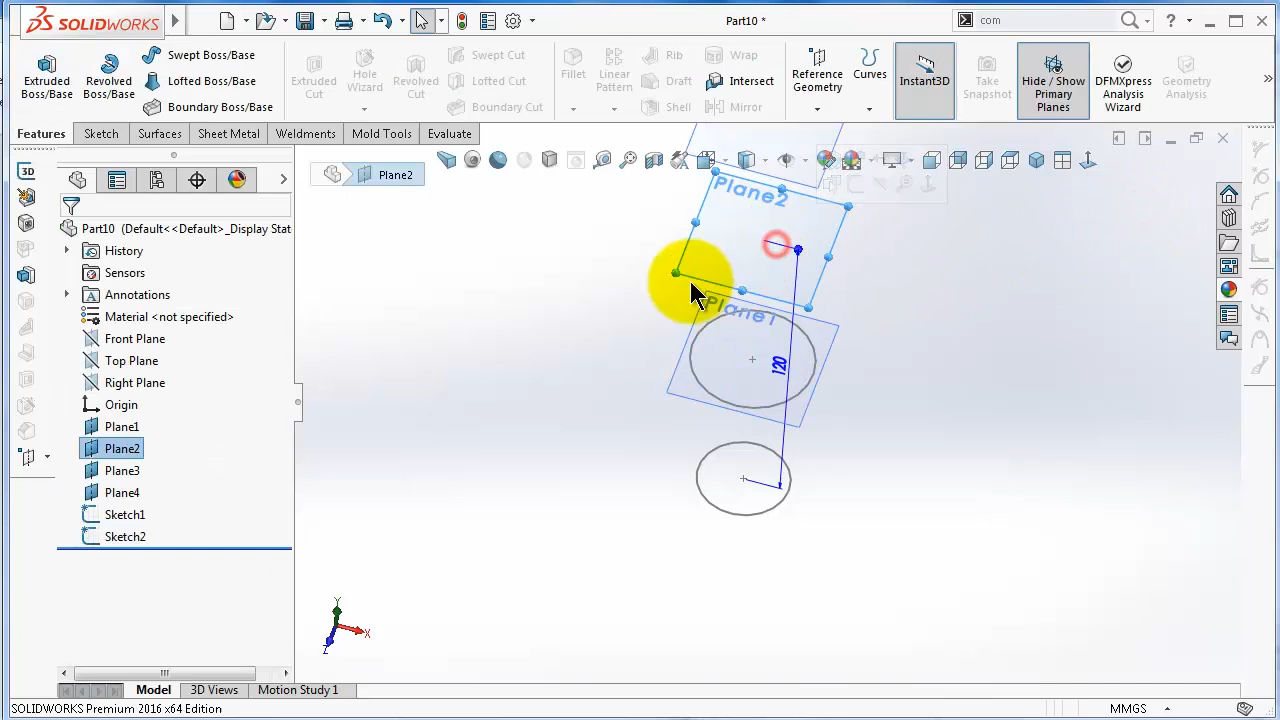 SOLIDWORKS
Part10 *
com
Extruded Boss/Base
Revolved Boss/Base
Swept Boss/Base
Lofted Boss/Base
Boundary Boss/Base
Extruded Cut
Hole Wizard
Revolved Cut
Swept Cut
Lofted Cut
Boundary Cut
Fillet
Linear Pattern
Rib
Draft
Shell
Wrap
Intersect
Mirror
Reference Geometry
Curves
Instant3D
Take Snapshot
Hide / Show Primary Planes
DFMXpress Analysis Wizard
Geometry Analysis
Features
Sketch
Surfaces
Sheet Metal
Weldments
Mold Tools
Evaluate
3D
Plane2
Part10 (Default<<Default>_Display Stat
History
Sensors
Annotations
Material <not specified>
Front Plane
Top Plane
Right Plane
Origin
Plane1
Plane2
Plane3
Plane4
Sketch1
Sketch2
Plane2
Plane1
120
Y
X
Z
Model
3D Views
Motion Study 1
SOLIDWORKS Premium 2016 x64 Edition
MMGS